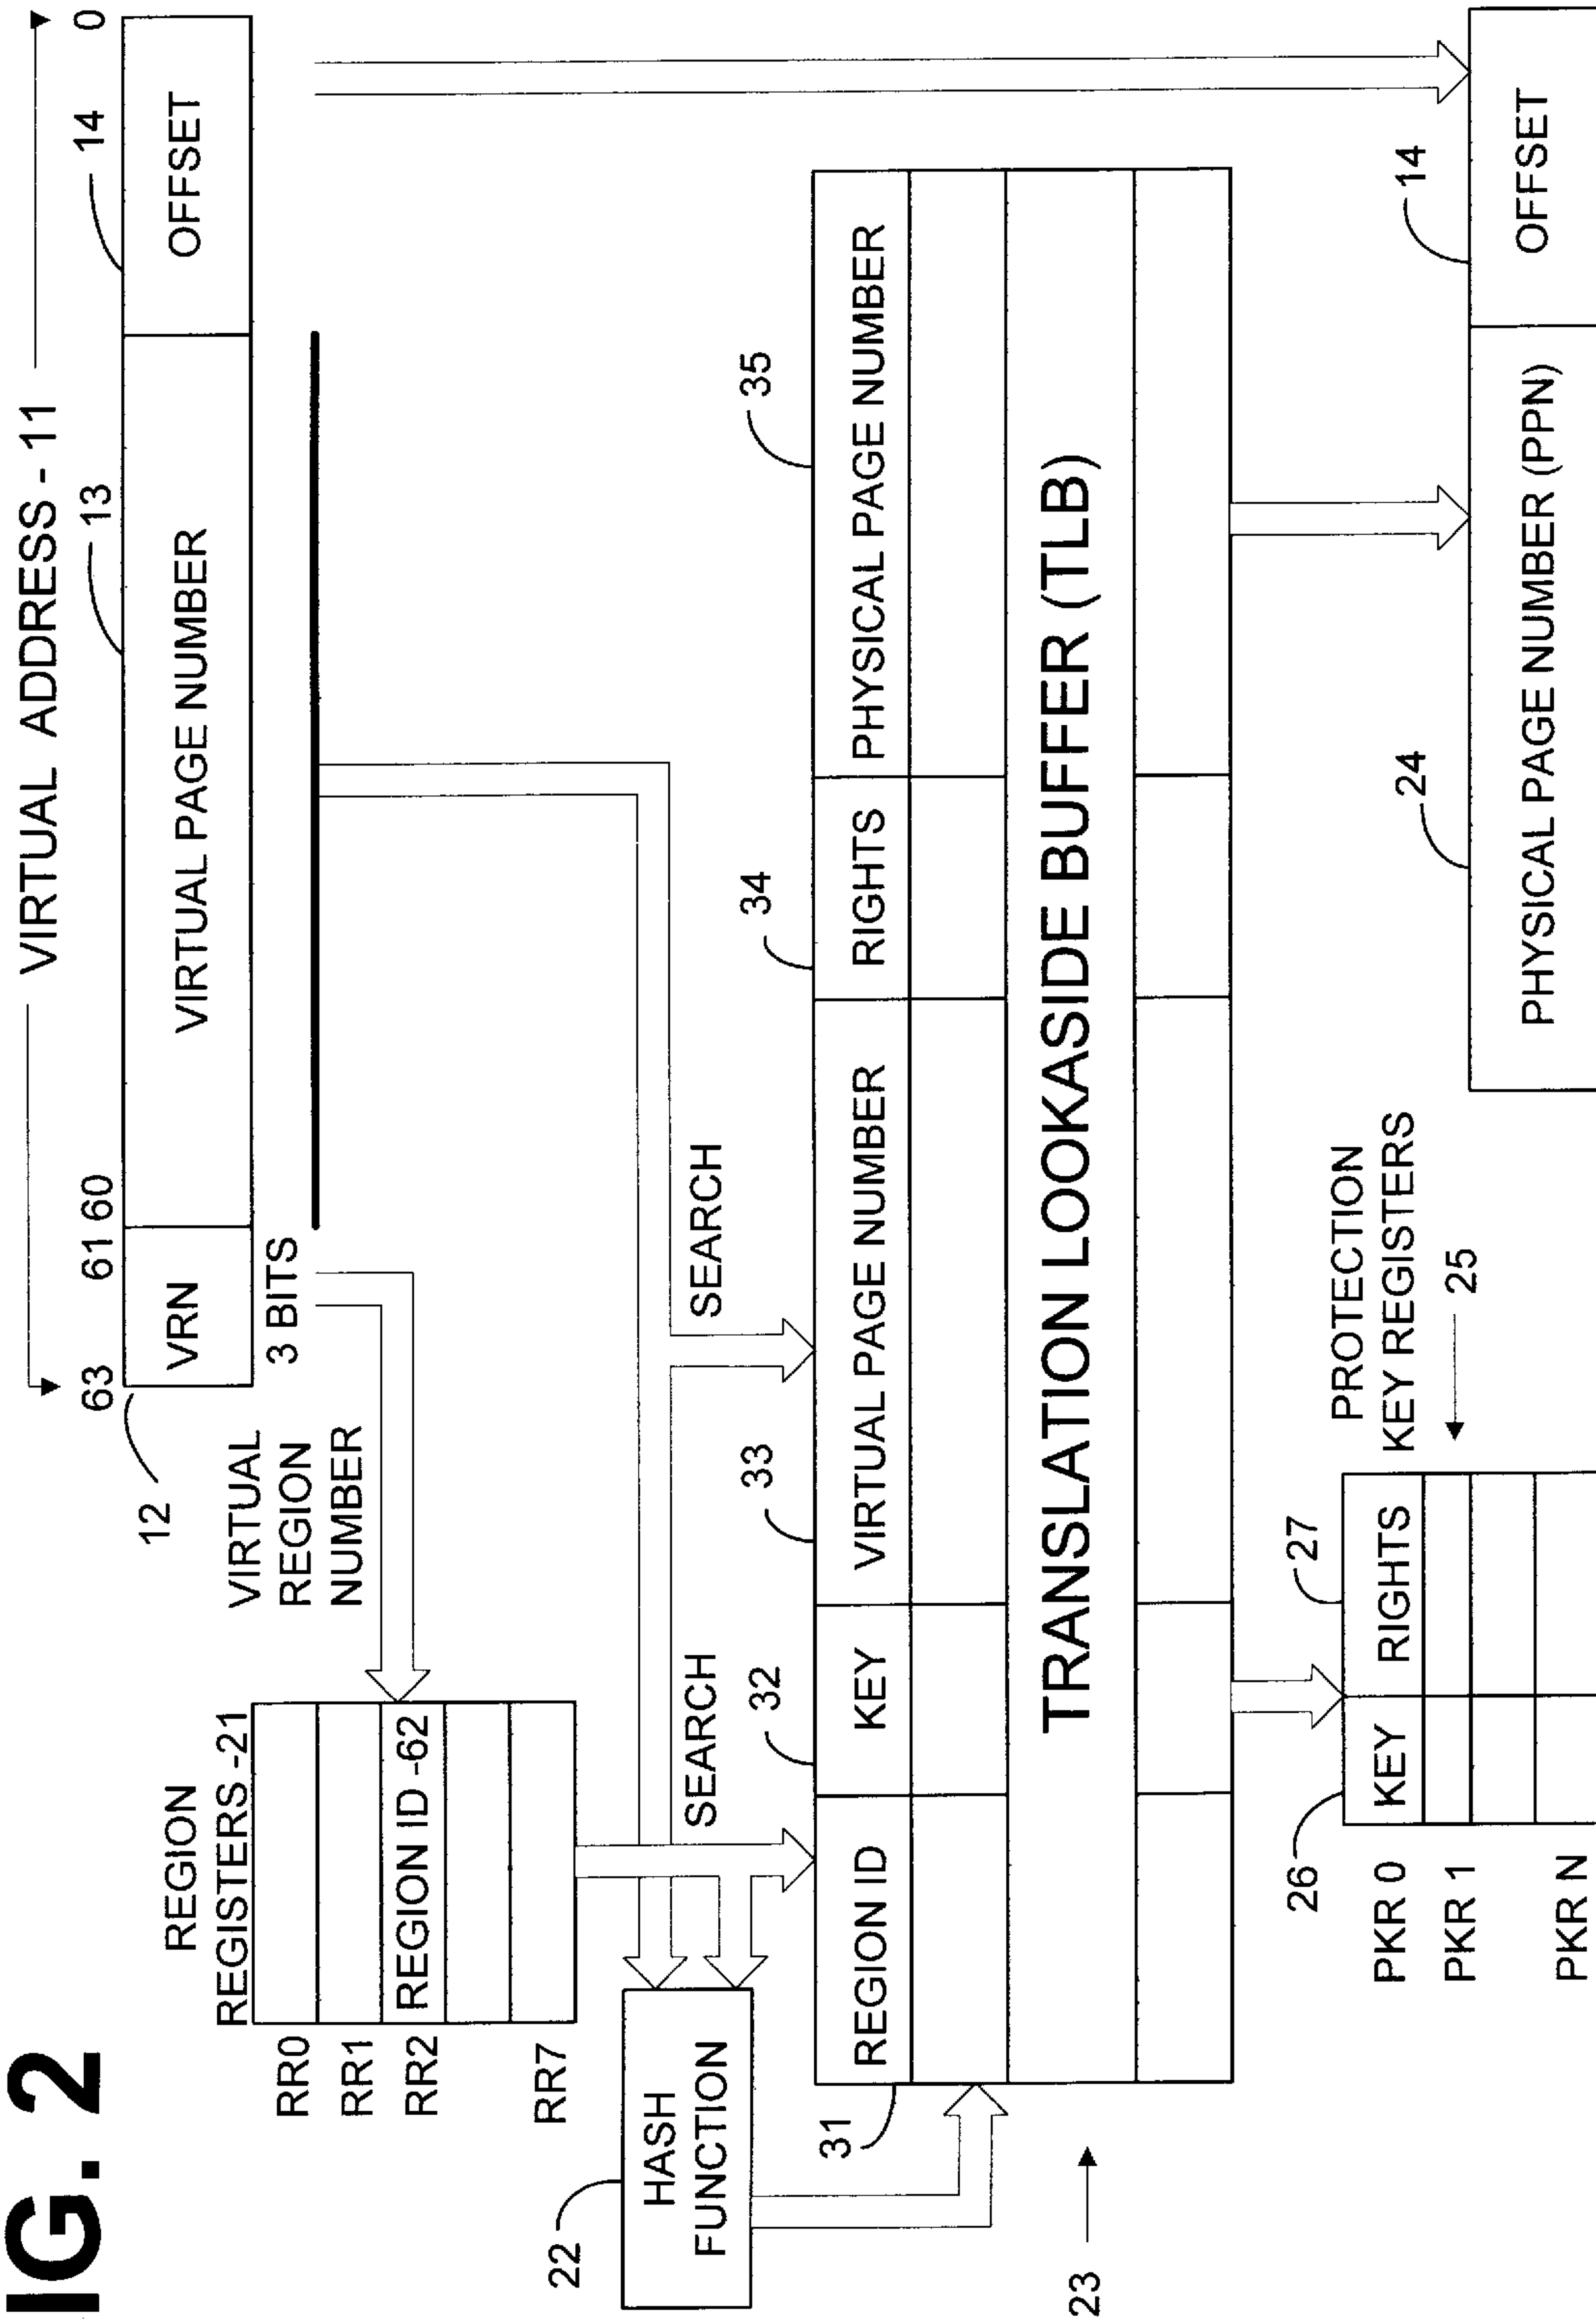 IG. 2
VIRTUAL ADDRESS - 11
63
61 60
13
14
0
12
VRN
VIRTUAL PAGE NUMBER
OFFSET
3 BITS
VIRTUAL
REGION
NUMBER
REGION
REGISTERS -21
RR0
RR1
RR2
REGION ID -62
RR7
22
HASH
FUNCTION
SEARCH
SEARCH
31
32
33
34
35
REGION ID
KEY
VIRTUAL PAGE NUMBER
RIGHTS
PHYSICAL PAGE NUMBER
TRANSLATION LOOKASIDE BUFFER (TLB)
23
26
27
PROTECTION
KEY REGISTERS
25
PKR 0
KEY
RIGHTS
PKR 1
PKR N
24
14
PHYSICAL PAGE NUMBER (PPN)
OFFSET